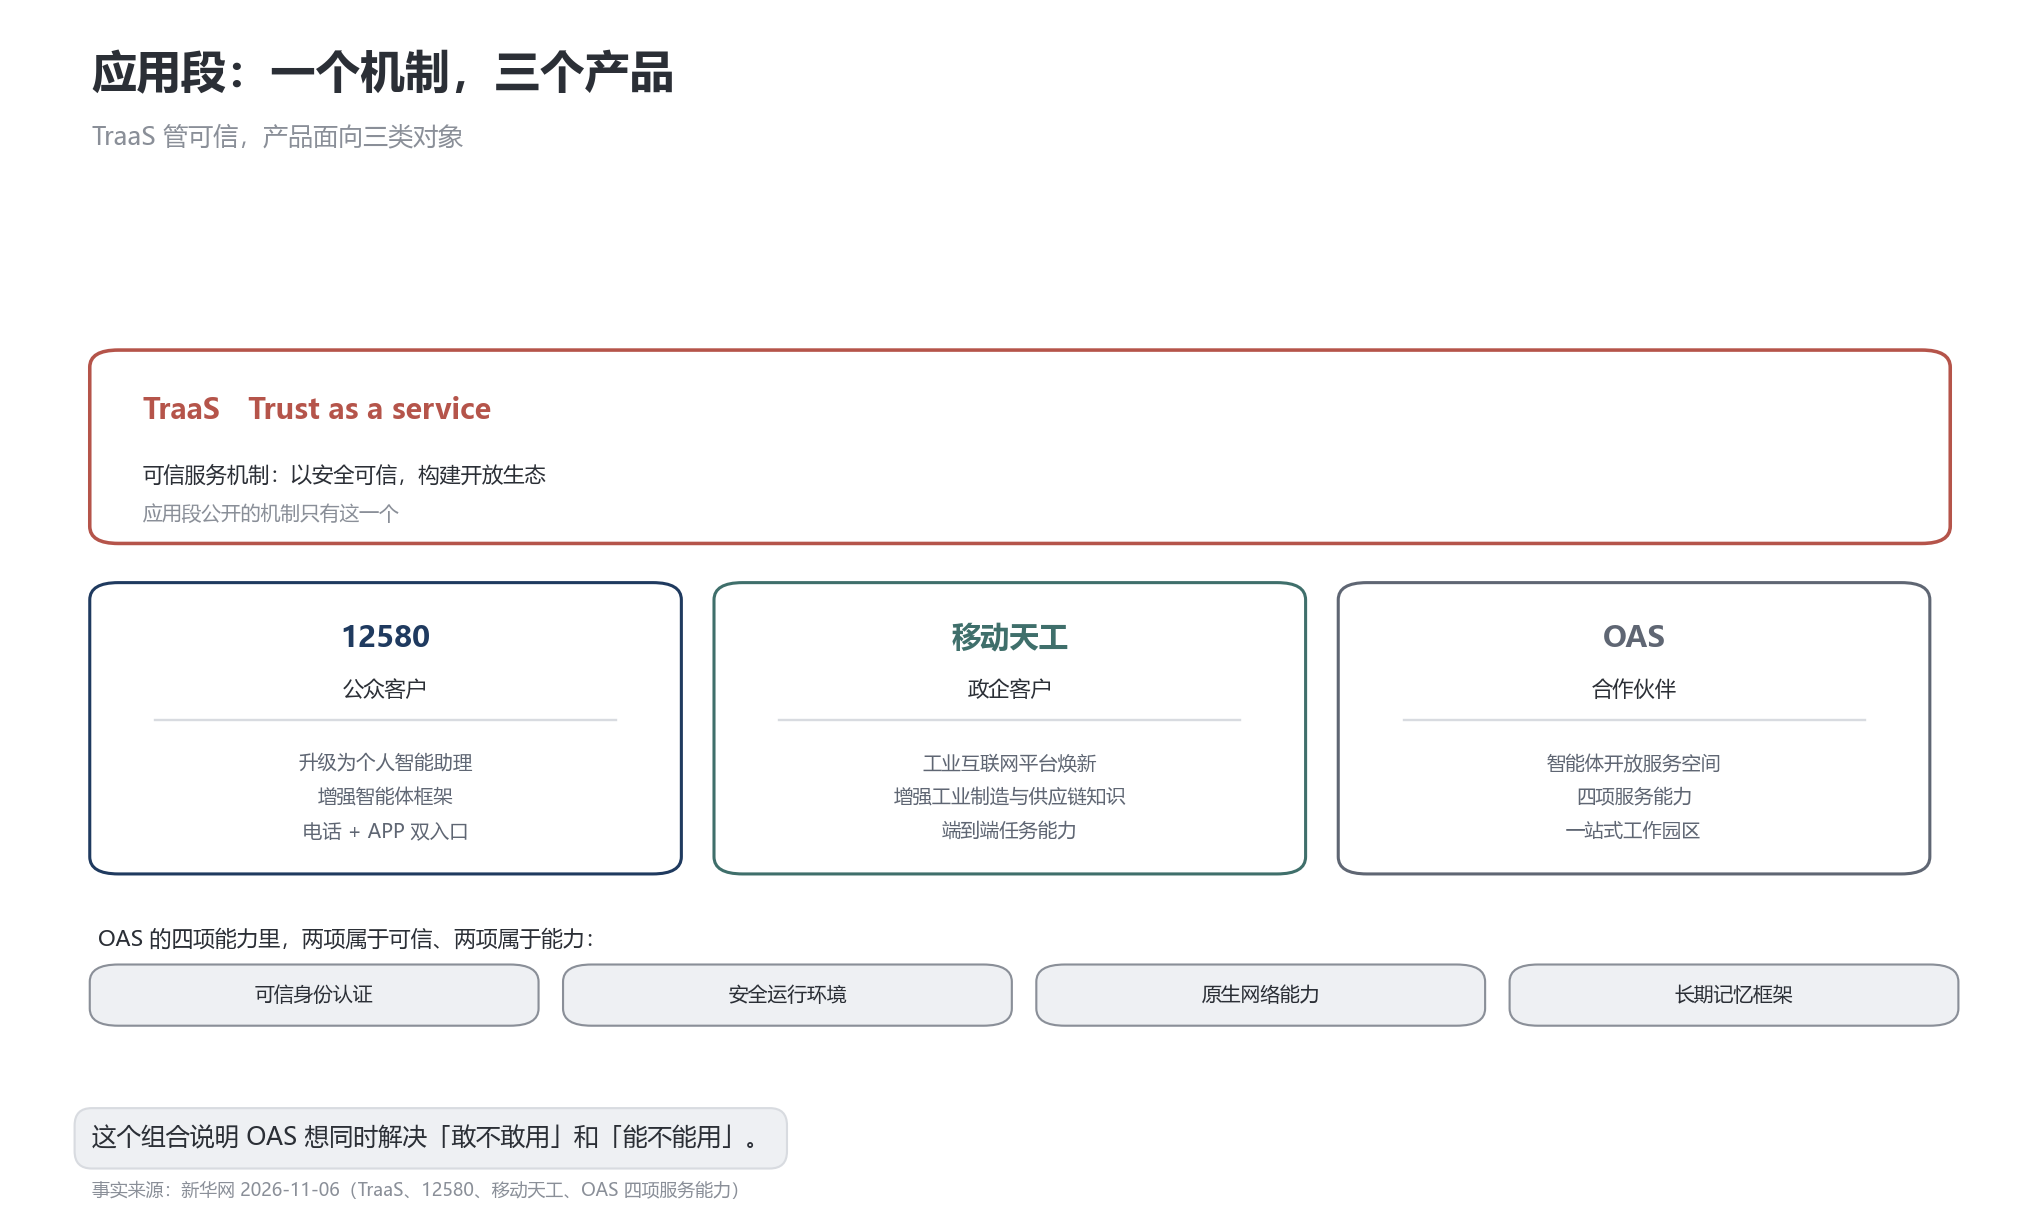 应用段：一个机制，三个产品
TraaS 管可信，产品面向三类对象
TraaS Trust as a service
可信服务机制：以安全可信，构建开放生态
应用段公开的机制只有这一个
12580
公众客户
升级为个人智能助理
增强智能体框架
电话 + APP 双入口
移动天工
政企客户
工业互联网平台焕新
增强工业制造与供应链知识
端到端任务能力
OAS
合作伙伴
智能体开放服务空间
四项服务能力
一站式工作园区
OAS 的四项能力里，两项属于可信、两项属于能力：
可信身份认证
安全运行环境
原生网络能力
长期记忆框架
这个组合说明 OAS 想同时解决「敢不敢用」和「能不能用」。
事实来源：新华网 2026-11-06（TraaS、12580、移动天工、OAS 四项服务能力）